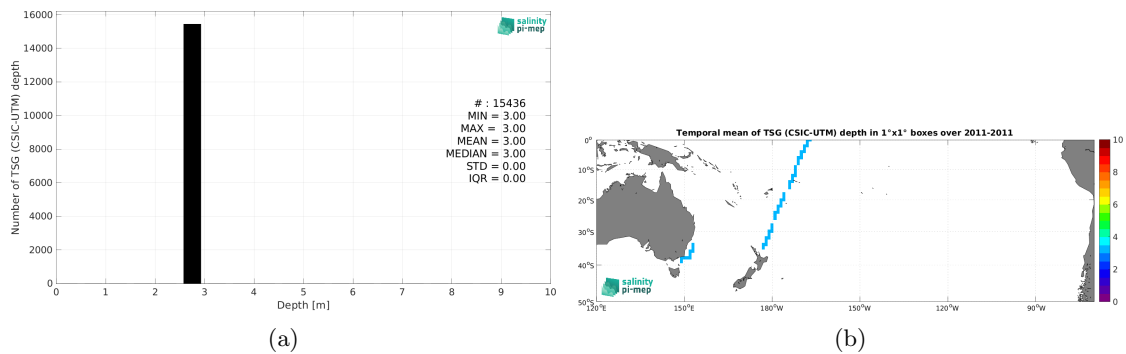 16000
14000
12000
10000
8000
6000
4000
2000
0
Number of TSG (CSIC-UTM) depth
salinity
pi-mep
# : 15436
MIN = 3.00
MAX = 3.00
MEAN = 3.00
MEDIAN = 3.00
STD = 0.00
IQR = 0.00
0 1 2 3 4 5 6 7 8 9 10
Depth [m]
(a)
Temporal mean of TSG (CSIC-UTM) depth in 1°x1° boxes over 2011-2011
0°
10°S
20°S
30°S
40°S
50°S
salinity
pi-mep
120°E 150°E 180°W 150°W 120°W 90°W
10
8
6
4
2
0
(b)